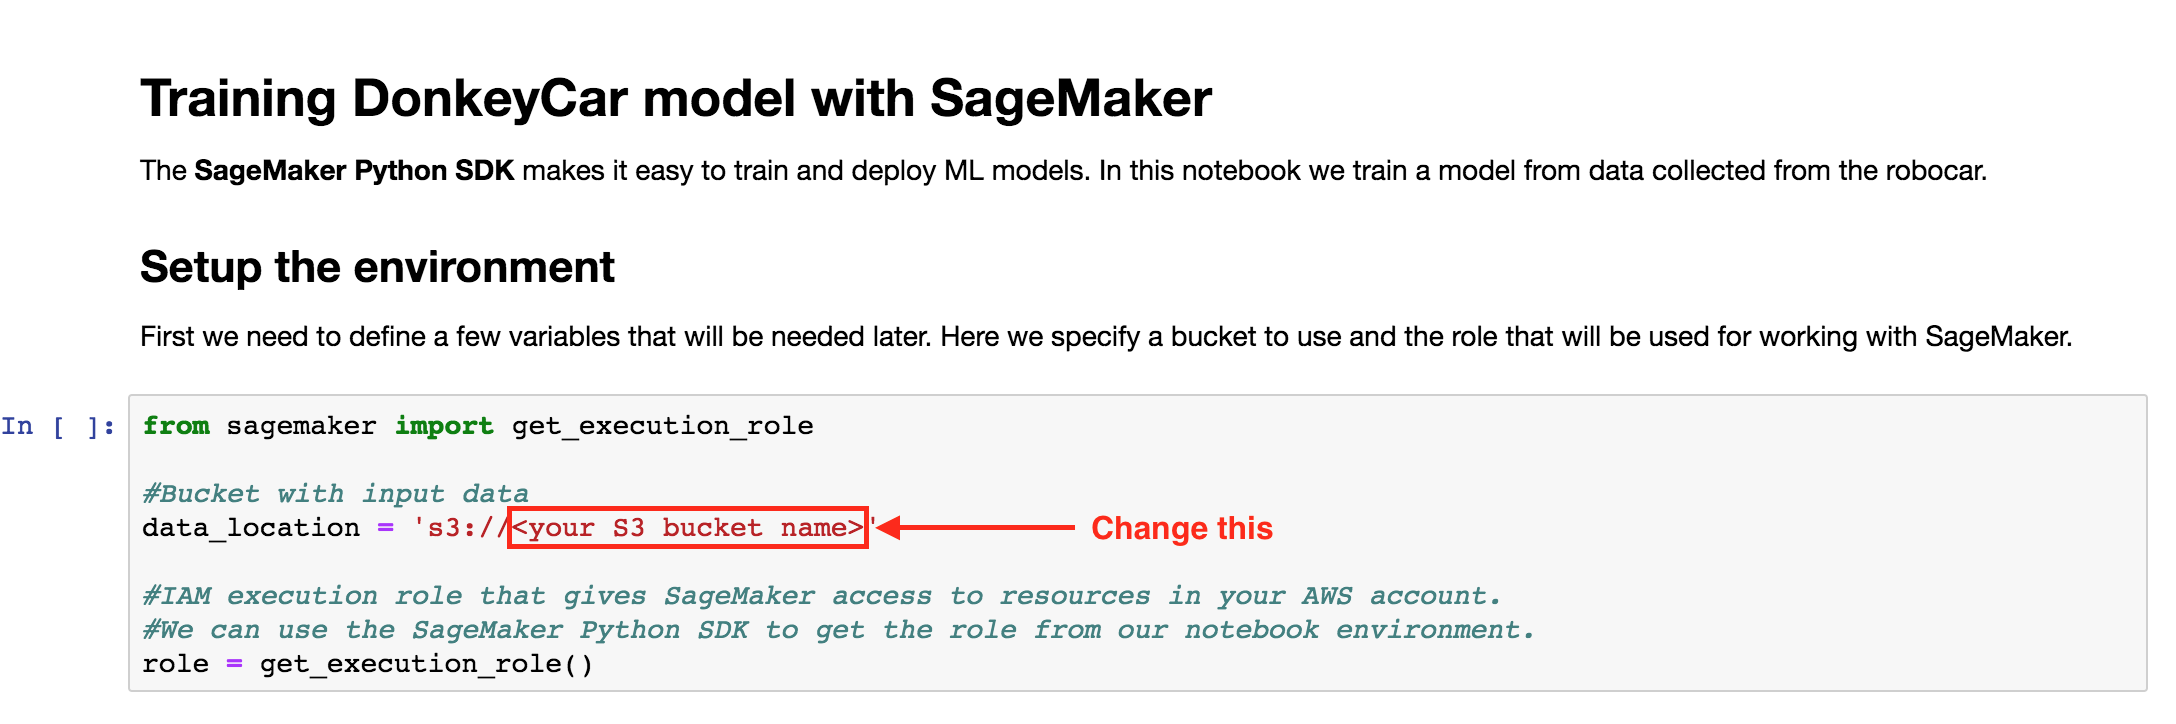 Training DonkeyCar model with SageMaker
The SageMaker Python SDK makes it easy to train and deploy ML models. In this notebook we train a model from data collected from the robocar.
Setup the environment
First we need to define a few variables that will be needed later. Here we specify a bucket to use and the role that will be used for working with SageMaker.
In [ ]: from sagemaker import get_execution_role
#Bucket with input data
data_location = 's3://<your S3 bucket name>' Change this
#IAM execution role that gives SageMaker access to resources in your AWS account.
#We can use the SageMaker Python SDK to get the role from our notebook environment.
role = get_execution_role()